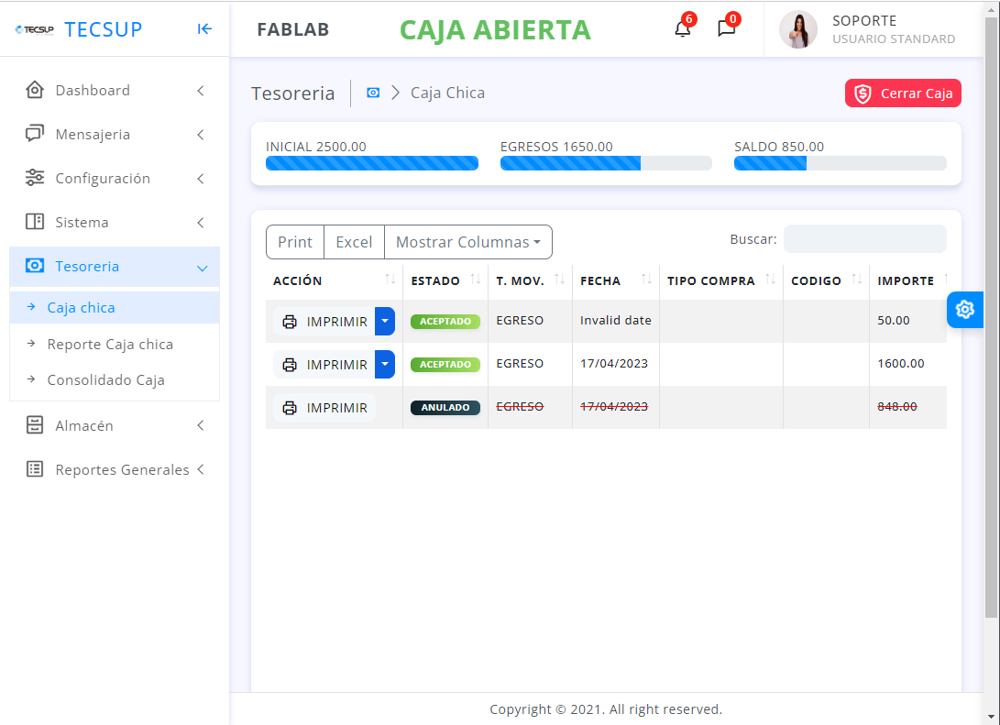 TECSUP TECSUP
FABLAB
CAJA ABIERTA
6
0
SOPORTE
USUARIO STANDARD
Dashboard
Mensajeria
Configuración
Sistema
Tesoreria
Caja chica
Reporte Caja chica
Consolidado Caja
Almacén
Reportes Generales
Tesoreria
Caja Chica
Cerrar Caja
INICIAL 2500.00
EGRESOS 1650.00
SALDO 850.00
Print Excel Mostrar Columnas
Buscar:
ACCIÓN ESTADO T. MOV. FECHA TIPO COMPRA CODIGO IMPORTE
IMPRIMIR ACEPTADO EGRESO Invalid date 50.00
IMPRIMIR ACEPTADO EGRESO 17/04/2023 1600.00
IMPRIMIR ANULADO EGRESO 17/04/2023 848.00
Copyright © 2021. All right reserved.